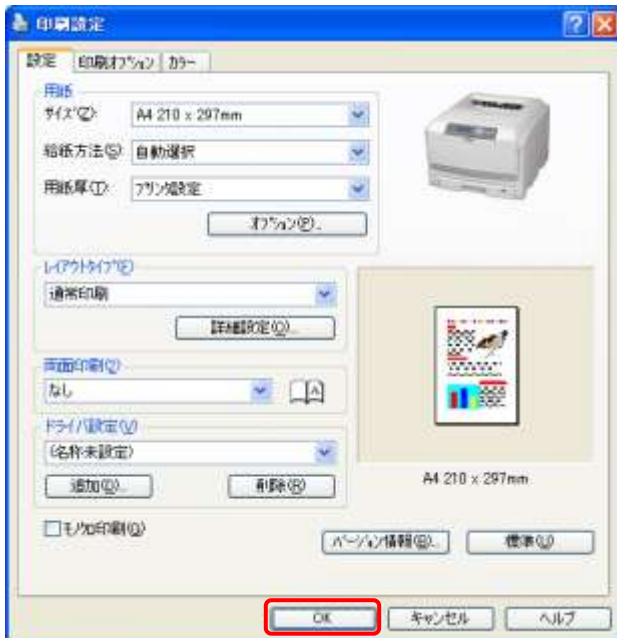 印刷設定
設定 印刷オプション カラー
用紙
サイズ(Z): A4 210 x 297mm
給紙方法(S): 自動選択
用紙厚(T): プリンタ設定
オプション(P)...
レイアウトタイプ(E)
通常印刷
詳細設定(O)...
両面印刷(2)
なし
ドライバ設定(V)
(名称未設定)
追加(D)... 削除(R)
A4 210 x 297mm
モノクロ印刷(G)
バージョン情報(B)... 標準(U)
OK キャンセル ヘルプ